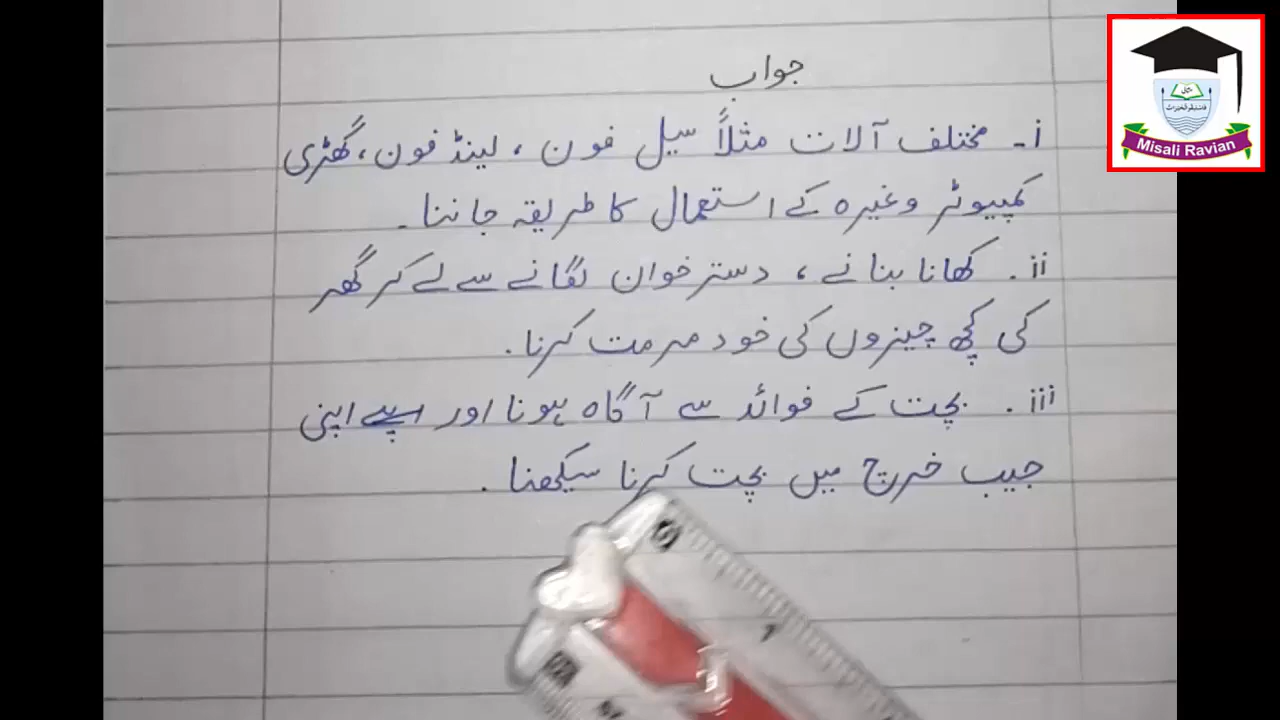 جواب
i۔ مختلف آلات مثلاً سیل فون ، لینڈ فون، گھڑی
کمپیوٹر وغیرہ کے استعمال کا طریقہ جاننا۔
ii۔ کھانا بنانے ، دسترخوان لگانے سے لے کر گھر
کی کچھ چیزوں کی خود مرمت کرنا۔
iii۔ بچت کے فوائد سے آگاہ ہونا اور اپنی
جیب خرچ میں بچت کرنا سیکھنا۔
Misali Ravian